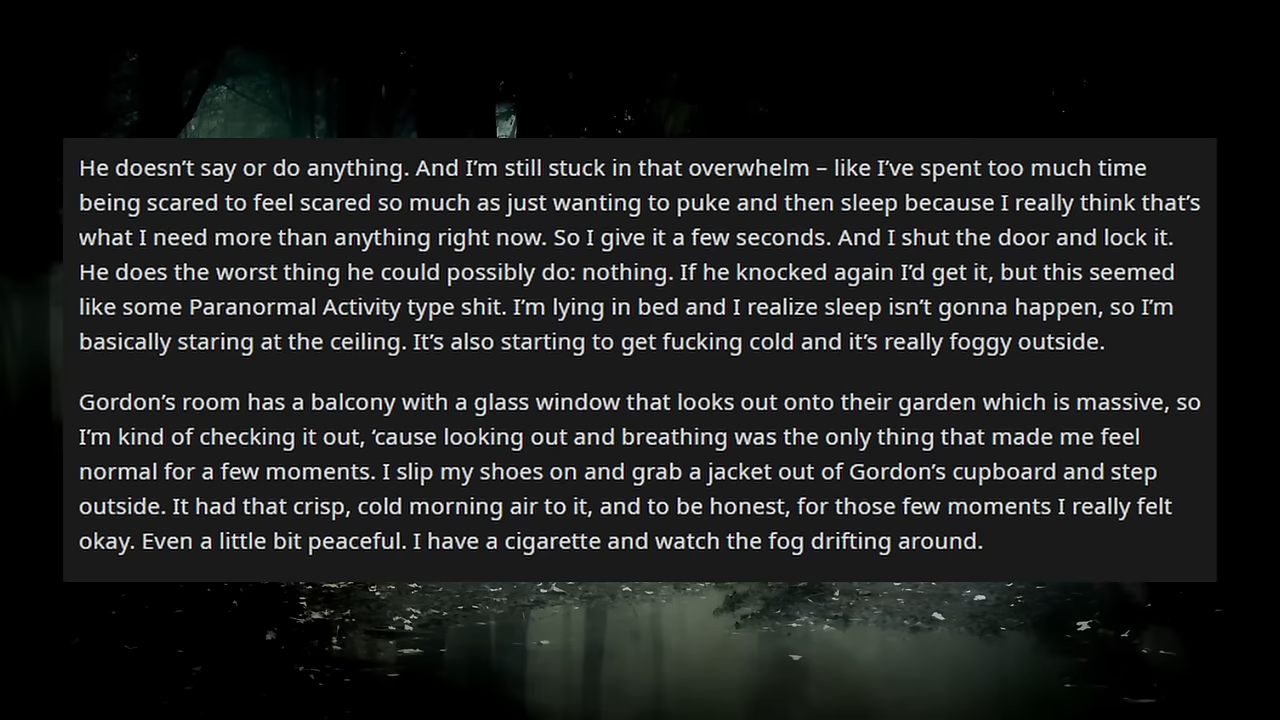 He doesn’t say or do anything. And I’m still stuck in that overwhelm – like I’ve spent too much time
being scared to feel scared so much as just wanting to puke and then sleep because I really think that’s
what I need more than anything right now. So I give it a few seconds. And I shut the door and lock it.
He does the worst thing he could possibly do: nothing. If he knocked again I’d get it, but this seemed
like some Paranormal Activity type shit. I’m lying in bed and I realize sleep isn’t gonna happen, so I’m
basically staring at the ceiling. It’s also starting to get fucking cold and it’s really foggy outside.
Gordon’s room has a balcony with a glass window that looks out onto their garden which is massive, so
I’m kind of checking it out, ‘cause looking out and breathing was the only thing that made me feel
normal for a few moments. I slip my shoes on and grab a jacket out of Gordon’s cupboard and step
outside. It had that crisp, cold morning air to it, and to be honest, for those few moments I really felt
okay. Even a little bit peaceful. I have a cigarette and watch the fog drifting around.